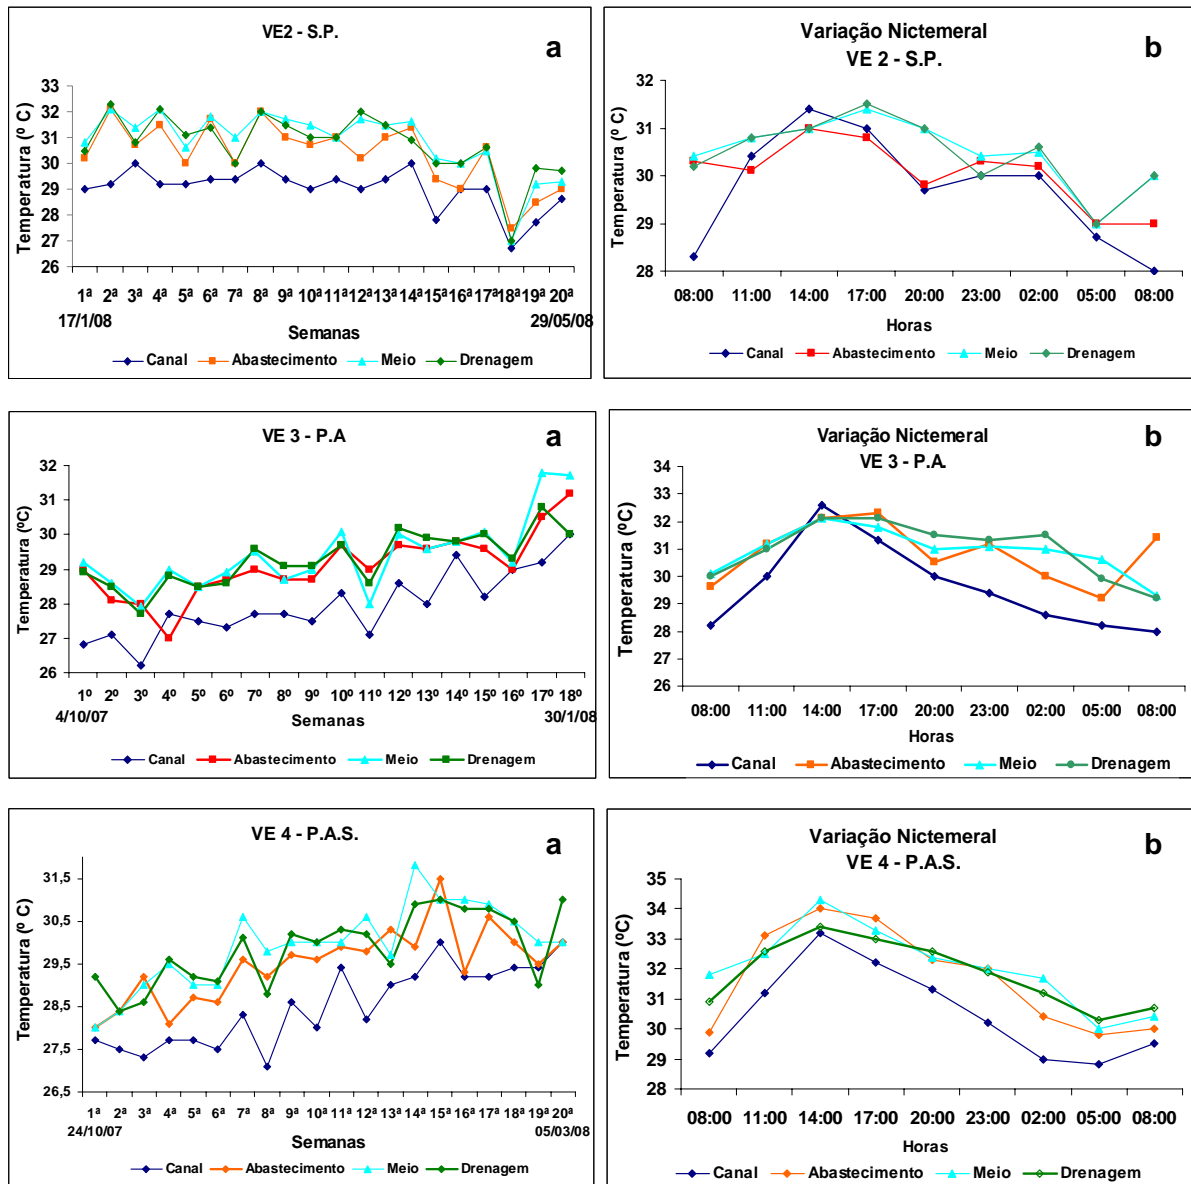 VE2 - S.P.
a
Temperatura (º C)
33
32
31
30
29
28
27
26
1ª 2ª 3ª 4ª 5ª 6ª 7ª 8ª 9ª 10ª 11ª 12ª 13ª 14ª 15ª 16ª 17ª 18ª 19ª 20ª
17/1/08 29/05/08
Semanas
Canal Abastecimento Meio Drenagem
Variação Nictemeral
VE 2 - S.P.
b
Temperatura (º C)
32
31
30
29
28
08:00 11:00 14:00 17:00 20:00 23:00 02:00 05:00 08:00
Horas
Canal Abastecimento Meio Drenagem
VE 3 - P.A
a
Temperatura (ºC)
32
31
30
29
28
27
26
1º 2º 3º 4º 5º 6º 7º 8º 9º 10º 11º 12º 13º 14º 15º 16º 17º 18º
4/10/07 30/1/08
Semanas
Canal Abastecimento Meio Drenagem
Variação Nictemeral
VE 3 - P.A.
b
Temperatura (ºC)
34
33
32
31
30
29
28
27
26
08:00 11:00 14:00 17:00 20:00 23:00 02:00 05:00 08:00
Horas
Canal Abastecimento Meio Drenagem
VE 4 - P.A.S.
a
Temperatura (º C)
31,5
30,5
29,5
28,5
27,5
26,5
1ª 2ª 3ª 4ª 5ª 6ª 7ª 8ª 9ª 10ª 11ª 12ª 13ª 14ª 15ª 16ª 17ª 18ª 19ª 20ª
24/10/07 05/03/08
Semanas
Canal Abastecimento Meio Drenagem
Variação Nictemeral
VE 4 - P.A.S.
b
Temperatura (ºC)
35
34
33
32
31
30
29
28
08:00 11:00 14:00 17:00 20:00 23:00 02:00 05:00 08:00
Horas
Canal Abastecimento Meio Drenagem